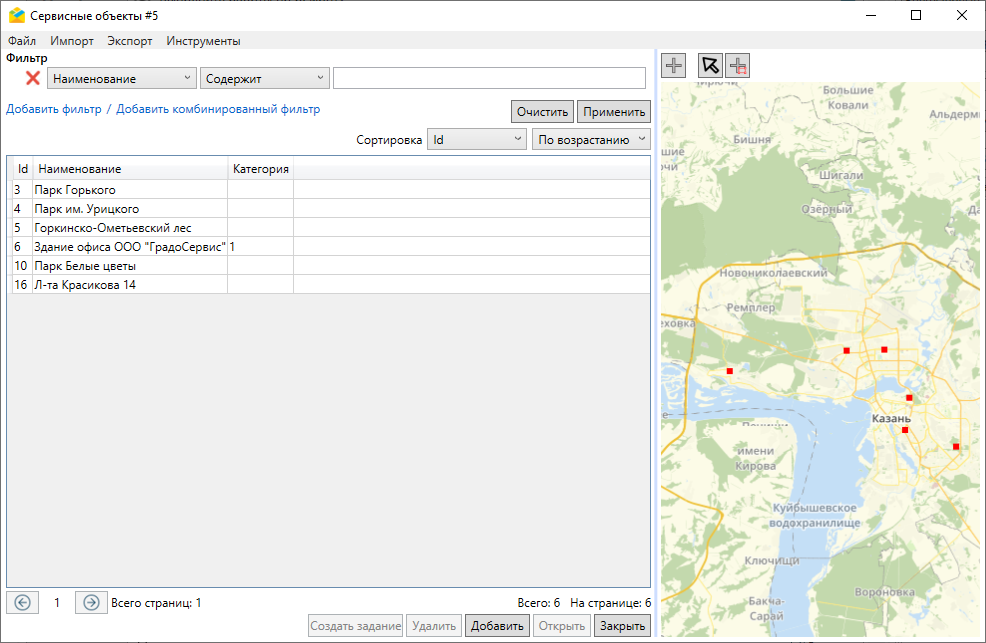 Сервисные объекты #5
Файл Импорт Экспорт Инструменты
Фильтр
Наименование Содержит
Добавить фильтр / Добавить комбинированный фильтр
Очистить Применить
Сортировка Id По возрастанию
Id Наименование Категория
3 Парк Горького
4 Парк им. Урицкого
5 Горкинско-Ометьевский лес
6 Здание офиса ООО "ГрадоСервис" 1
10 Парк Белые цветы
16 Л-та Красикова 14
1 Всего страниц: 1
Всего: 6 На странице: 6
Создать задание Удалить Добавить Открыть Закрыть
Большие
Ковали
Альдерм
Бишня
Шигали
Озёрный
Новониколаевский
Ремплер
еховка
Казань
имени
Кирова
Куйбышевское
водохранилище
Ключищи
Вороновка
Бакча-
Сарай